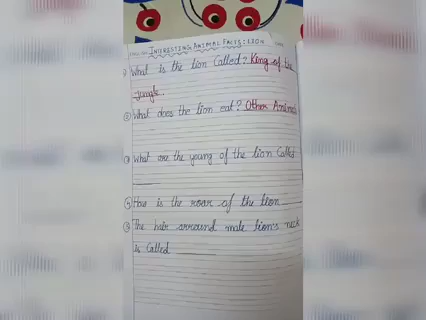 INTERESTING ANIMAL FACTS: LION
① What is the lion Called? King of the
Jungle.
② What does the lion eat? Other Animals
③ What are the young of the lion Called
④ How is the roar of the lion
⑤ The hair arround male lion's neck
is Called